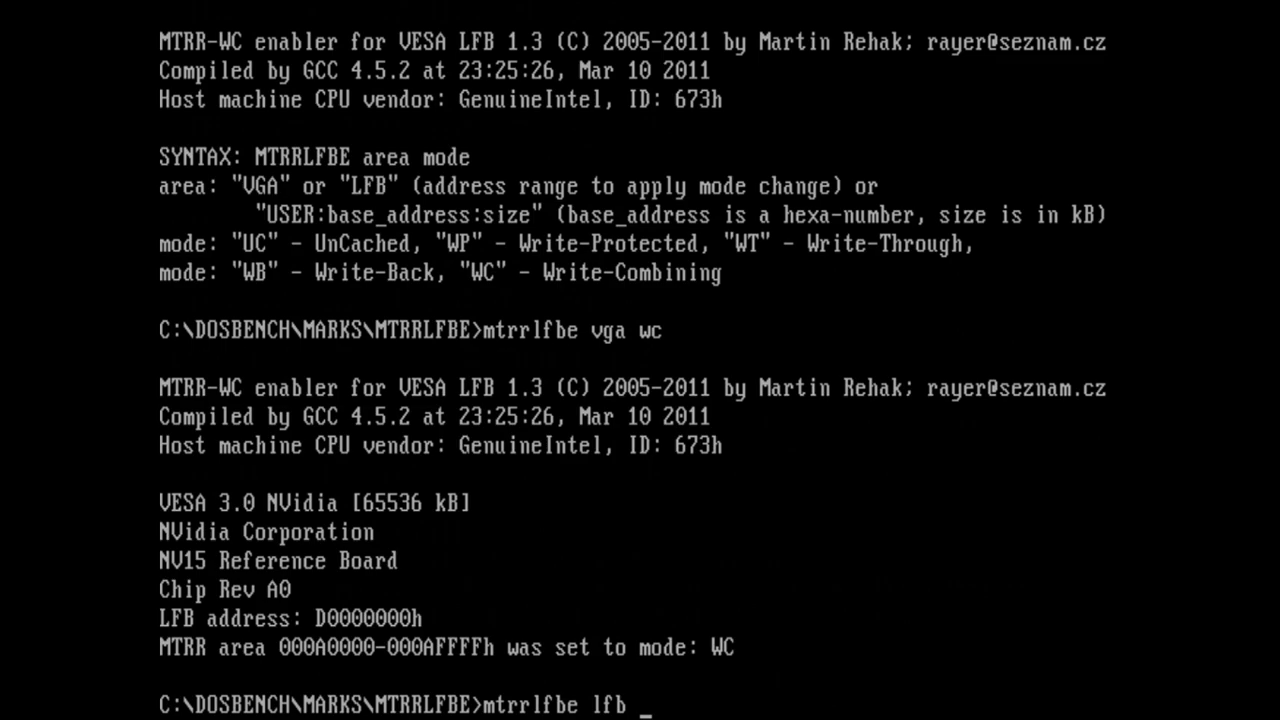 MTRR-WC enabler for VESA LFB 1.3 (C) 2005-2011 by Martin Rehak; rayer@seznam.cz
Compiled by GCC 4.5.2 at 23:25:26, Mar 10 2011
Host machine CPU vendor: GenuineIntel, ID: 673h
SYNTAX: MTRRLFBE area mode
area: "VGA" or "LFB" (address range to apply mode change) or
"USER:base_address:size" (base_address is a hexa-number, size is in kB)
mode: "UC" - UnCached, "WP" - Write-Protected, "WT" - Write-Through,
mode: "WB" - Write-Back, "WC" - Write-Combining
C:\DOSBENCH\MARKS\MTRRLFBE>mtrrlfbe vga wc
MTRR-WC enabler for VESA LFB 1.3 (C) 2005-2011 by Martin Rehak; rayer@seznam.cz
Compiled by GCC 4.5.2 at 23:25:26, Mar 10 2011
Host machine CPU vendor: GenuineIntel, ID: 673h
VESA 3.0 NVidia [65536 kB]
NVidia Corporation
NV15 Reference Board
Chip Rev A0
LFB address: D0000000h
MTRR area 000A0000-000AFFFFh was set to mode: WC
C:\DOSBENCH\MARKS\MTRRLFBE>mtrrlfbe lfb _